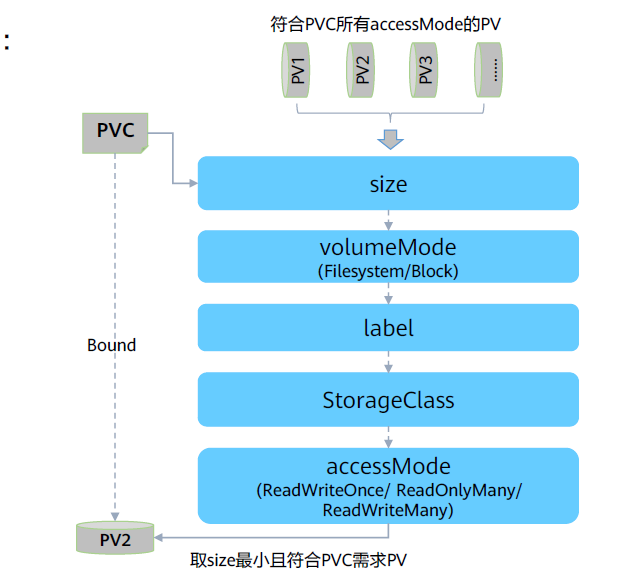 :
符合PVC所有accessMode的PV
PV1
PV2
PV3
......
PVC
size
volumeMode
(Filesystem/Block)
label
Bound
StorageClass
accessMode
(ReadWriteOnce/ ReadOnlyMany/
ReadWriteMany)
PV2
取size最小且符合PVC需求PV